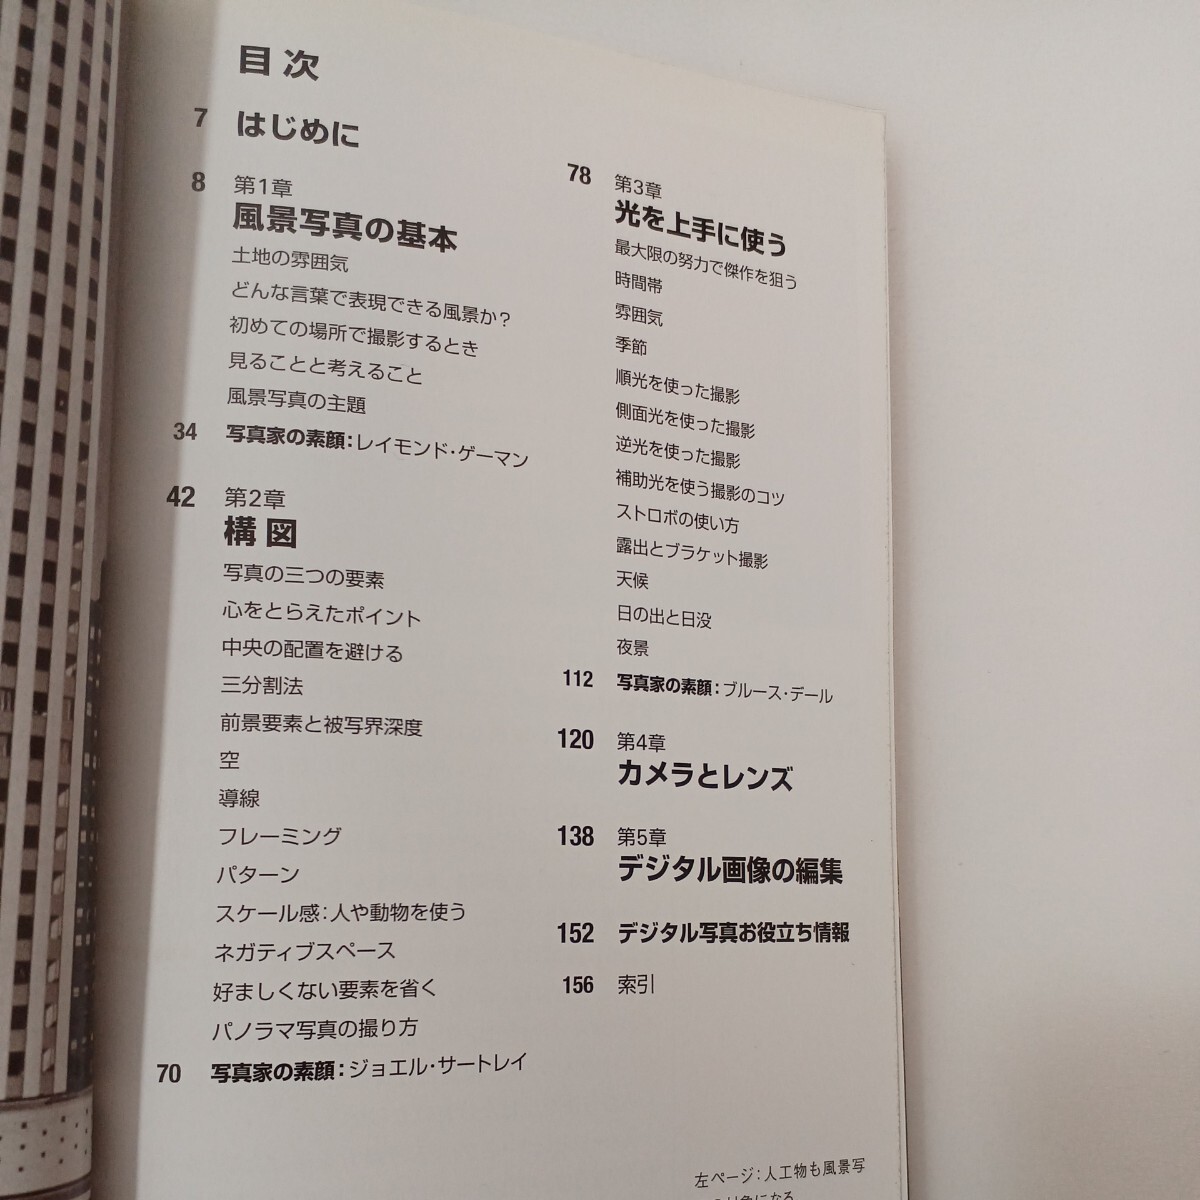 目次
7 はじめに
8 第1章
風景写真の基本
土地の雰囲気
どんな言葉で表現できる風景か?
初めての場所で撮影するとき
見ることと考えること
風景写真の主題
34 写真家の素顔:レイモンド・ゲーマン
42 第2章
構図
写真の三つの要素
心をとらえたポイント
中央の配置を避ける
三分割法
前景要素と被写界深度
空
導線
フレーミング
パターン
スケール感:人や動物を使う
ネガティブスペース
好ましくない要素を省く
パノラマ写真の撮り方
70 写真家の素顔:ジョエル・サートレイ
78 第3章
光を上手に使う
最大限の努力で傑作を狙う
時間帯
雰囲気
季節
順光を使った撮影
側面光を使った撮影
逆光を使った撮影
補助光を使う撮影のコツ
ストロボの使い方
露出とブラケット撮影
天候
日の出と日没
夜景
112 写真家の素顔:ブルース・デール
120 第4章
カメラとレンズ
138 第5章
デジタル画像の編集
152 デジタル写真お役立ち情報
156 索引
左ページ:人工物も風景写